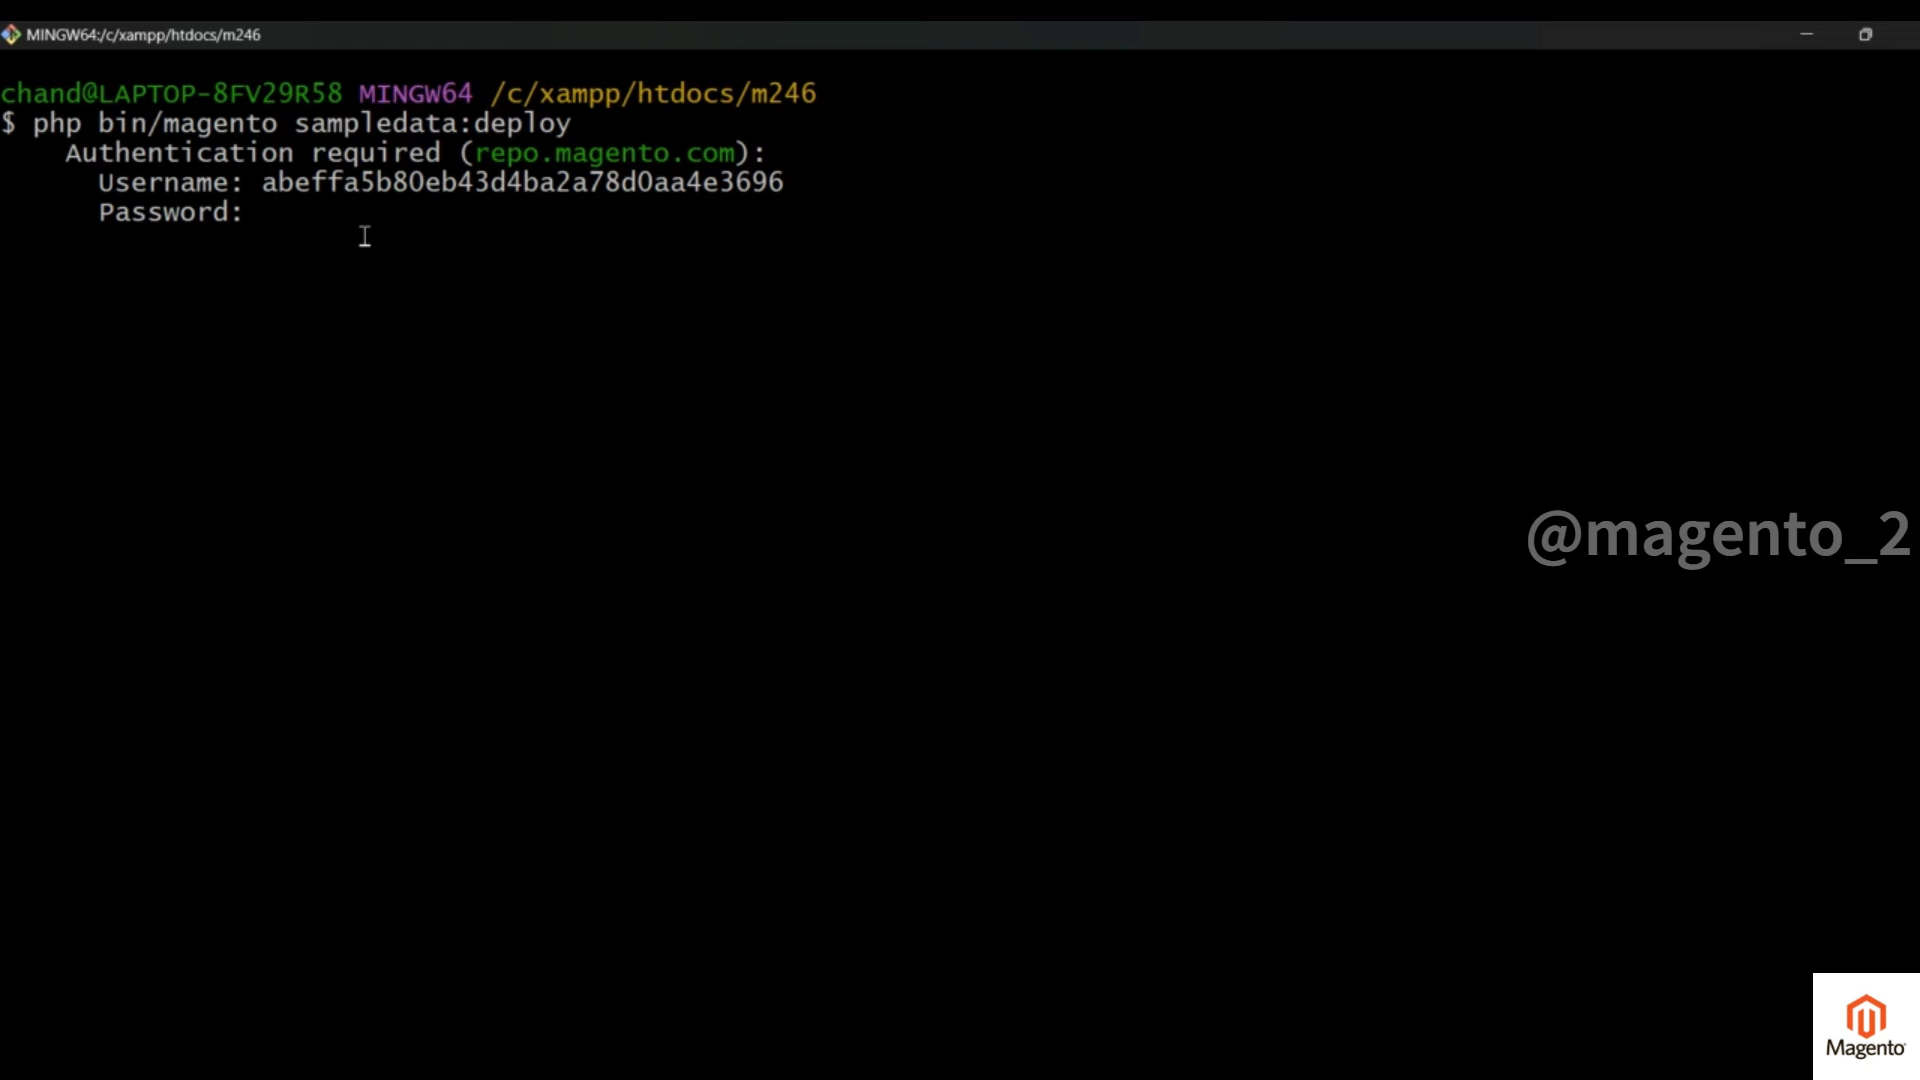 MINGW64:/c/xampp/htdocs/m246
chand@LAPTOP-8FV29R58 MINGW64 /c/xampp/htdocs/m246
$ php bin/magento sampledata:deploy
Authentication required (repo.magento.com):
Username: abeffa5b80eb43d4ba2a78d0aa4e3696
Password:
@magento_2
Magento